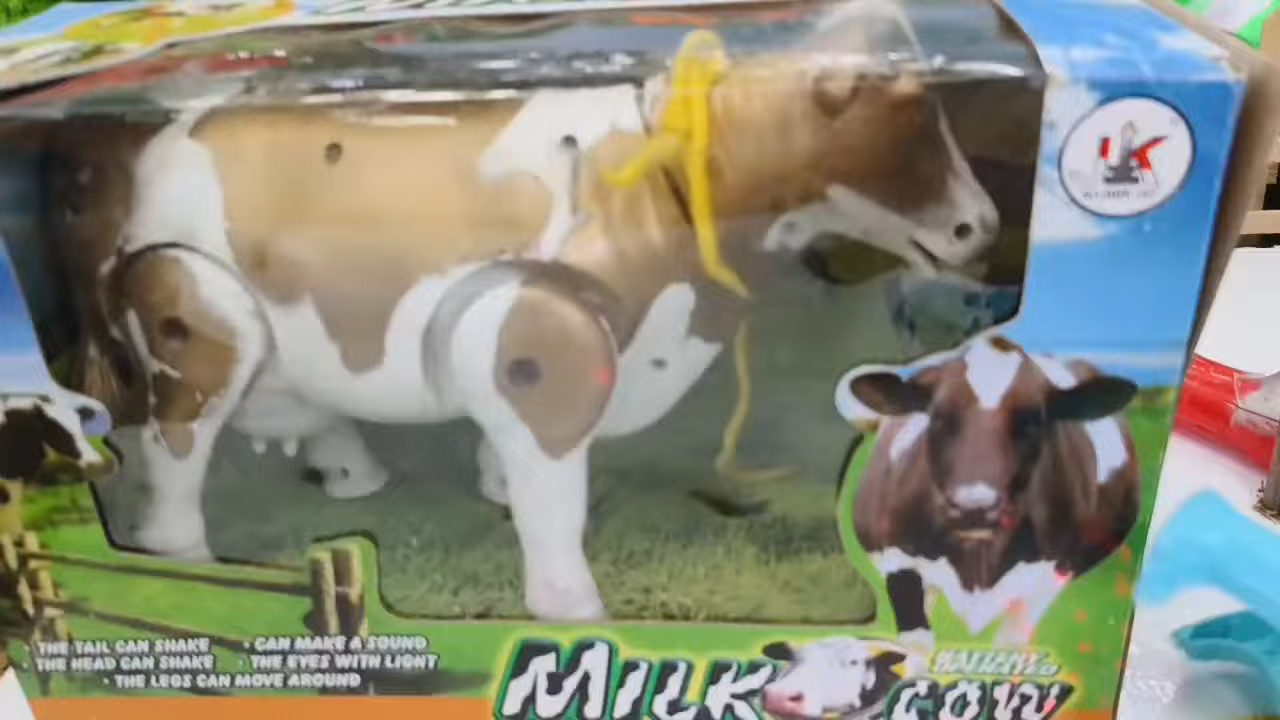 • THE TAIL CAN SHAKE • CAN MAKE A SOUND
• THE HEAD CAN SHAKE • THE EYES WITH LIGHT
• THE LEGS CAN MOVE AROUND
MILK COW